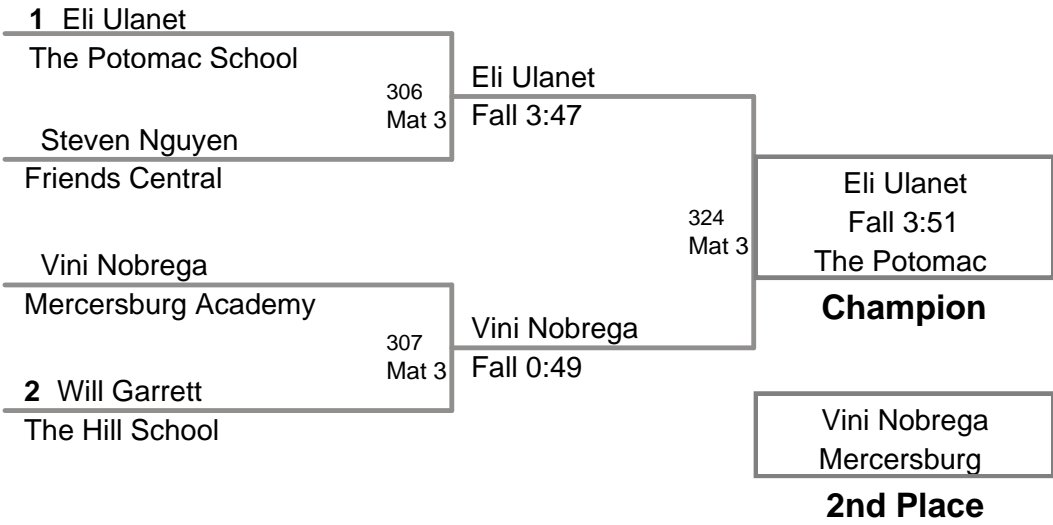 1 Eli Ulanet
The Potomac School
306
Mat 3
Eli Ulanet
Fall 3:47
Steven Nguyen
Friends Central
324
Mat 3
Eli Ulanet
Fall 3:51
The Potomac
Champion
Vini Nobrega
Mercersburg Academy
307
Mat 3
Vini Nobrega
Fall 0:49
2 Will Garrett
The Hill School
Vini Nobrega
Mercersburg
2nd Place